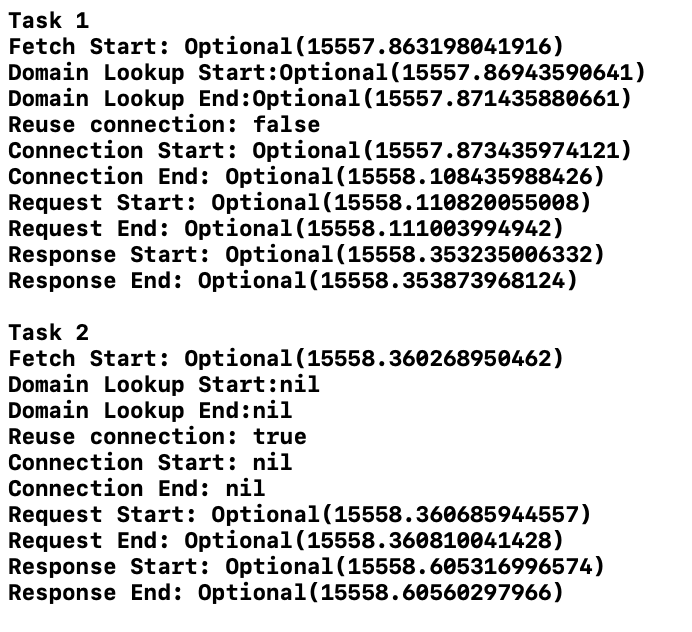 Task 1
Fetch Start: Optional(15557.863198041916)
Domain Lookup Start:Optional(15557.86943590641)
Domain Lookup End:Optional(15557.871435880661)
Reuse connection: false
Connection Start: Optional(15557.873435974121)
Connection End: Optional(15558.108435988426)
Request Start: Optional(15558.110820055008)
Request End: Optional(15558.111003994942)
Response Start: Optional(15558.353235006332)
Response End: Optional(15558.353873968124)
Task 2
Fetch Start: Optional(15558.360268950462)
Domain Lookup Start:nil
Domain Lookup End:nil
Reuse connection: true
Connection Start: nil
Connection End: nil
Request Start: Optional(15558.360685944557)
Request End: Optional(15558.360810041428)
Response Start: Optional(15558.605316996574)
Response End: Optional(15558.60560297966)